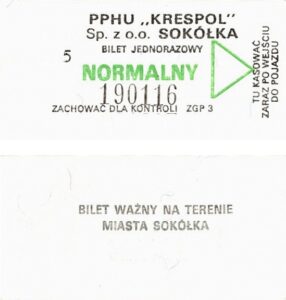 PPHU „KRESPOL"
Sp. z o.o. SOKÓŁKA
BILET JEDNORAZOWY
5
NORMALNY
190116
ZACHOWAĆ DLA KONTROLI ZGP 3
TU KASOWAĆ
ZARAZ PO WEJŚCIU
DO POJAZDU
BILET WAŻNY NA TERENIE
MIASTA SOKÓŁKA